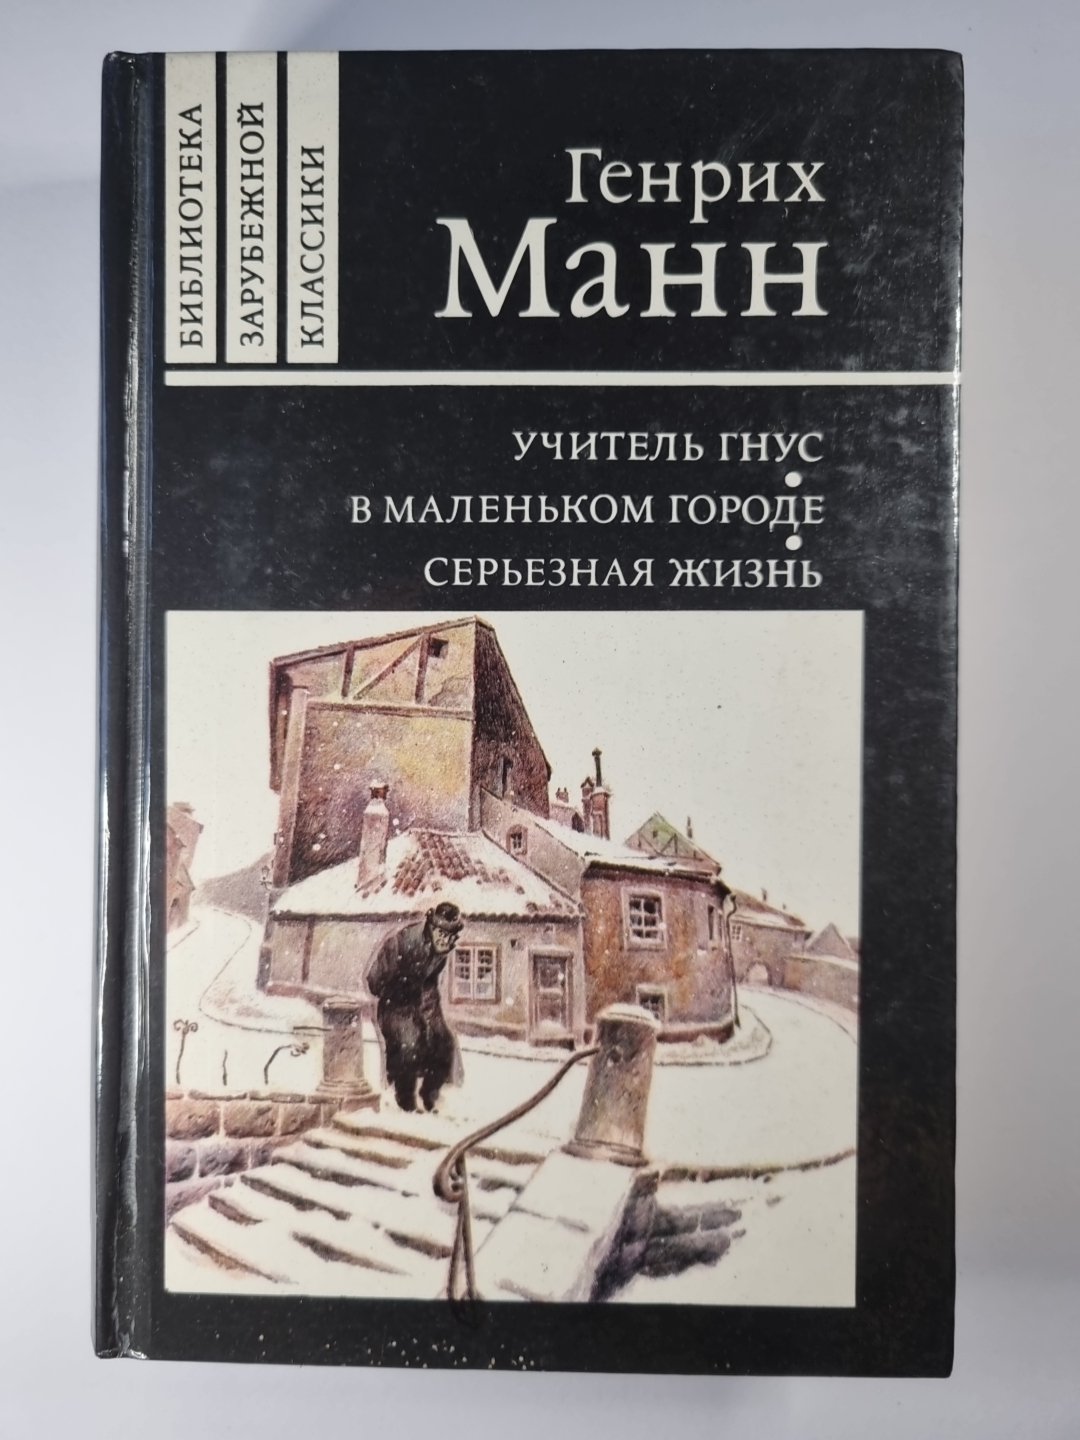 БИБЛИОТЕКА
ЗАРУБЕЖНОЙ
КЛАССИКИ
Генрих
Манн
УЧИТЕЛЬ ГНУС
•
В МАЛЕНЬКОМ ГОРОДЕ
•
СЕРЬЕЗНАЯ ЖИЗНЬ